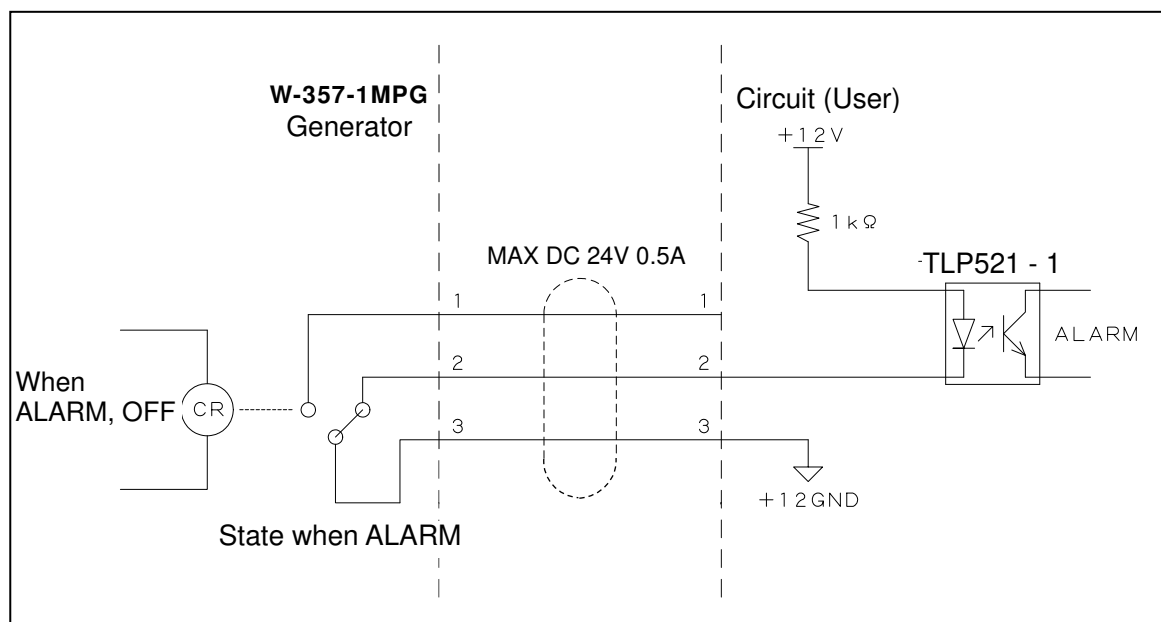 W-357-1MPG
Generator
Circuit (User)
+12V
1kΩ
MAX DC 24V 0.5A
-TLP521 - 1
1 1
ALARM
2 2
When
ALARM, OFF
CR
3 3
+12GND
State when ALARM